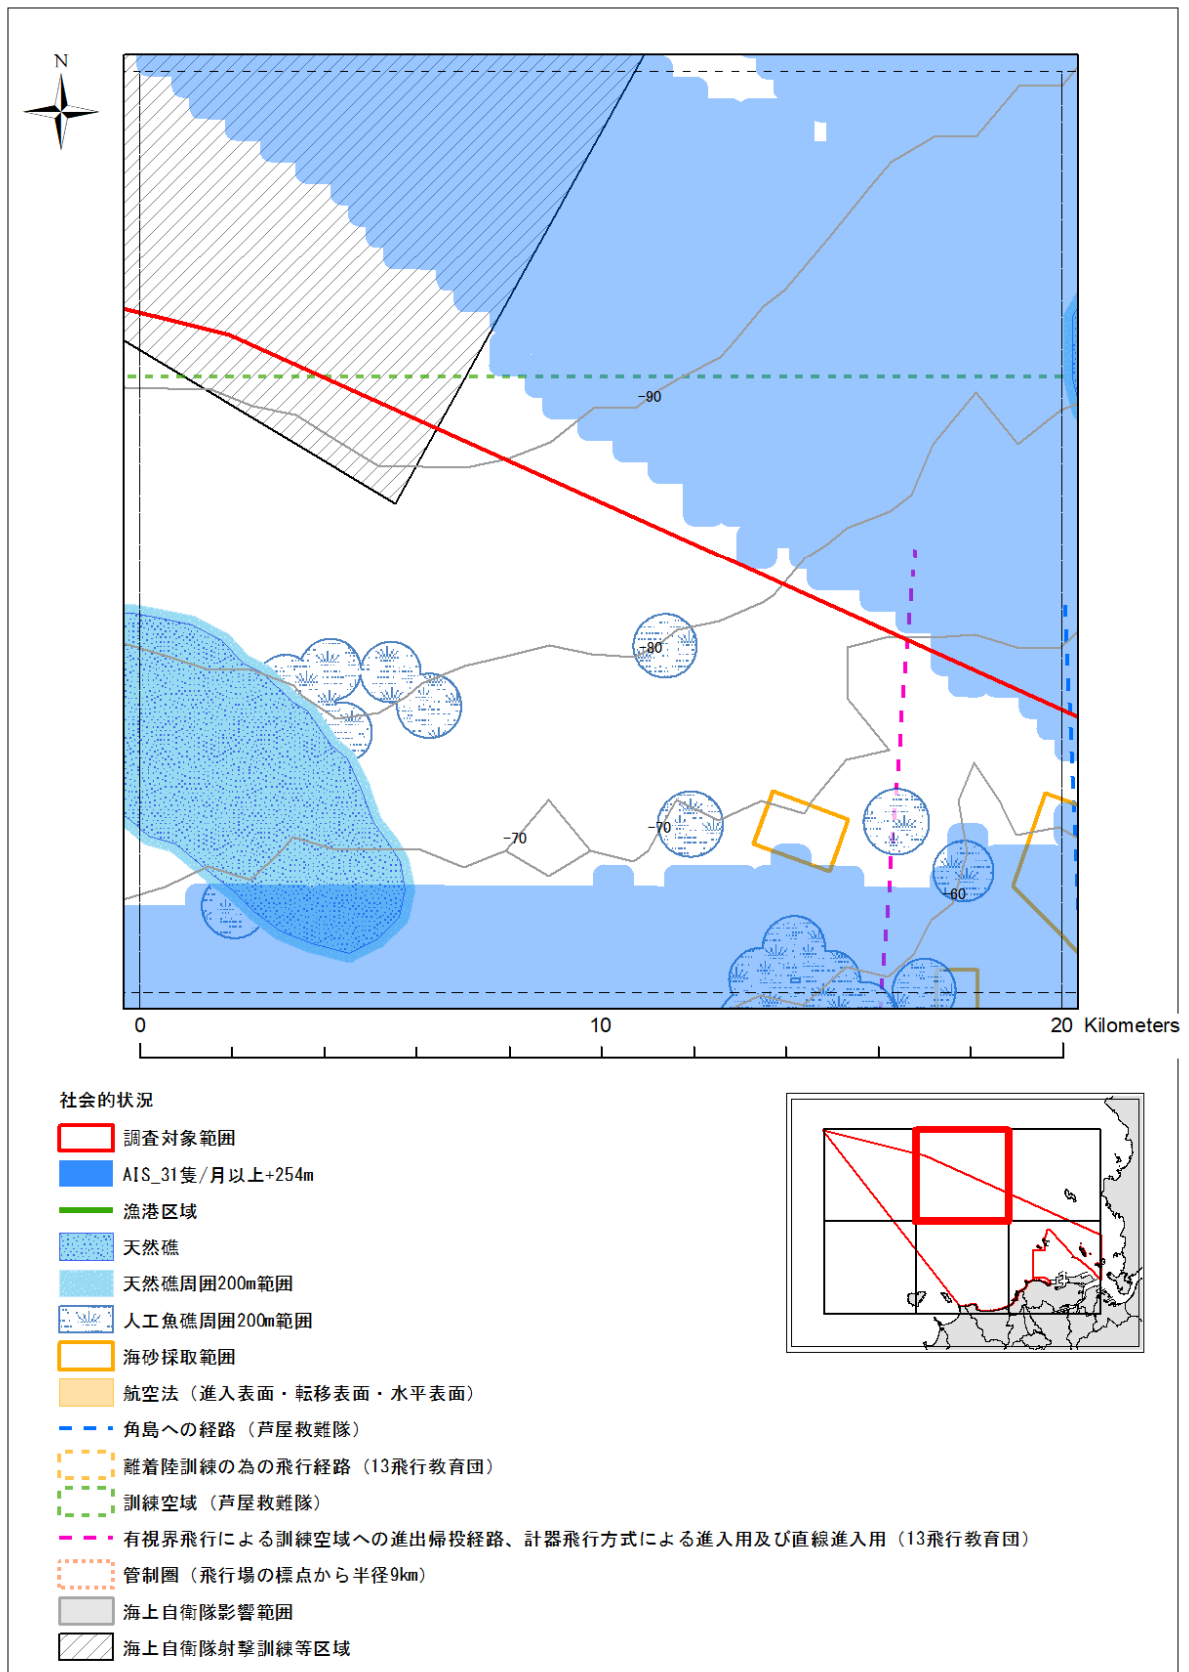 N
-90
-80
-70
-70
-60
0 10 20 Kilometers
社会的状況
調査対象範囲
AIS_31隻/月以上+254m
漁港区域
天然礁
天然礁周囲200m範囲
人工魚礁周囲200m範囲
海砂採取範囲
航空法（進入表面・転移表面・水平表面）
角島への経路（芦屋救難隊）
離着陸訓練の為の飛行経路（13飛行教育団）
訓練空域（芦屋救難隊）
有視界飛行による訓練空域への進出帰投経路、計器飛行方式による進入用及び直線進入用（13飛行教育団）
管制圏（飛行場の標点から半径9km）
海上自衛隊影響範囲
海上自衛隊射撃訓練等区域